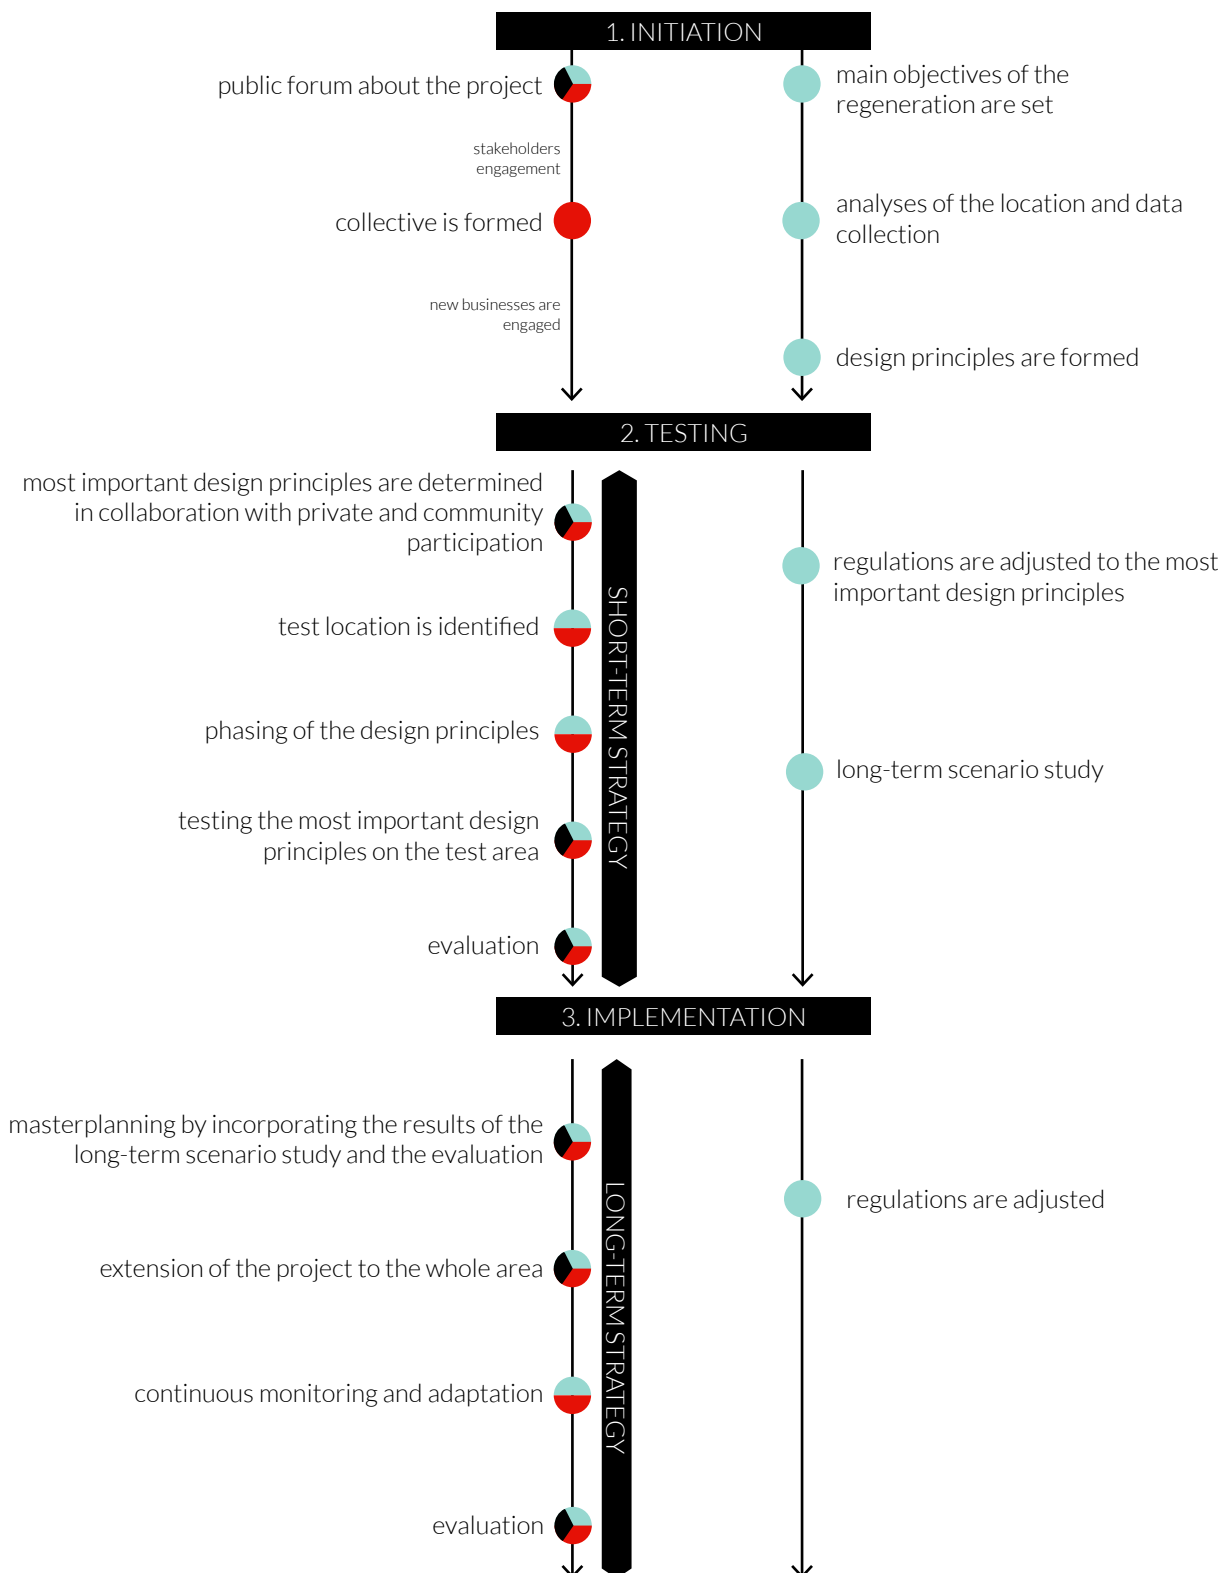 1. INITIATION
public forum about the project
main objectives of the
regeneration are set
stakeholders
engagement
collective is formed
analyses of the location and data
collection
new businesses are
engaged
design principles are formed
2. TESTING
most important design principles are determined
in collaboration with private and community
participation
regulations are adjusted to the most
important design principles
test location is identified
SHORT-TERM STRATEGY
phasing of the design principles
long-term scenario study
testing the most important design
principles on the test area
evaluation
3. IMPLEMENTATION
masterplanning by incorporating the results of the
long-term scenario study and the evaluation
regulations are adjusted
LONG-TERM STRATEGY
extension of the project to the whole area
continuous monitoring and adaptation
evaluation